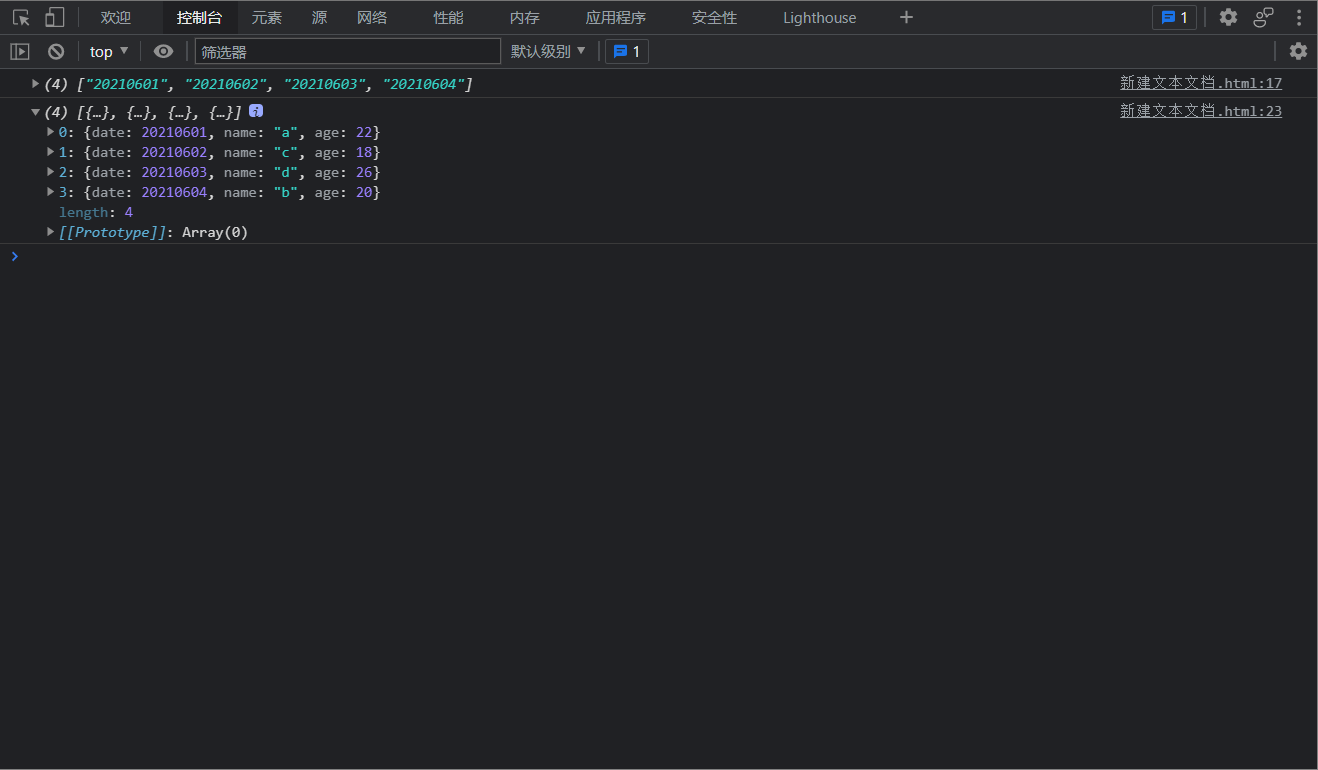 欢迎 控制台 元素 源 网络 性能 内存 应用程序 安全性 Lighthouse + 1
top 筛选器 默认级别 1
(4) ["20210601", "20210602", "20210603", "20210604"] 新建文本文档.html:17
(4) [{…}, {…}, {…}, {…}] i 新建文本文档.html:23
0: {date: 20210601, name: "a", age: 22}
1: {date: 20210602, name: "c", age: 18}
2: {date: 20210603, name: "d", age: 26}
3: {date: 20210604, name: "b", age: 20}
length: 4
[[Prototype]]: Array(0)